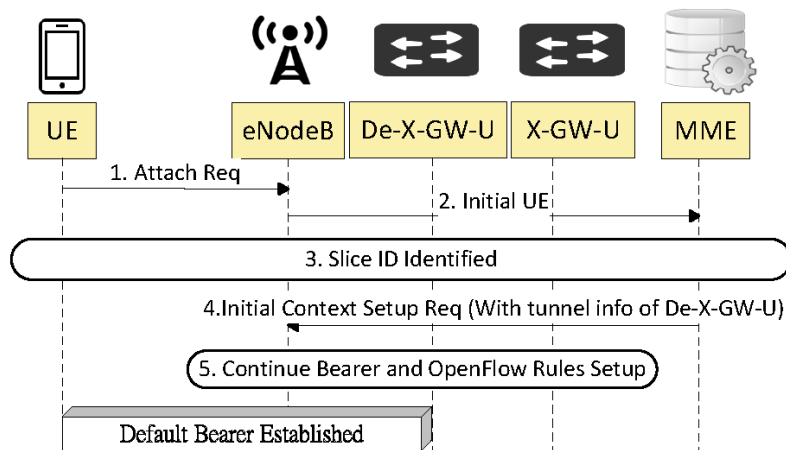 UE
eNodeB
De-X-GW-U
X-GW-U
MME
1. Attach Req
2. Initial UE
3. Slice ID Identified
4.Initial Context Setup Req (With tunnel info of De-X-GW-U)
5. Continue Bearer and OpenFlow Rules Setup
Default Bearer Established